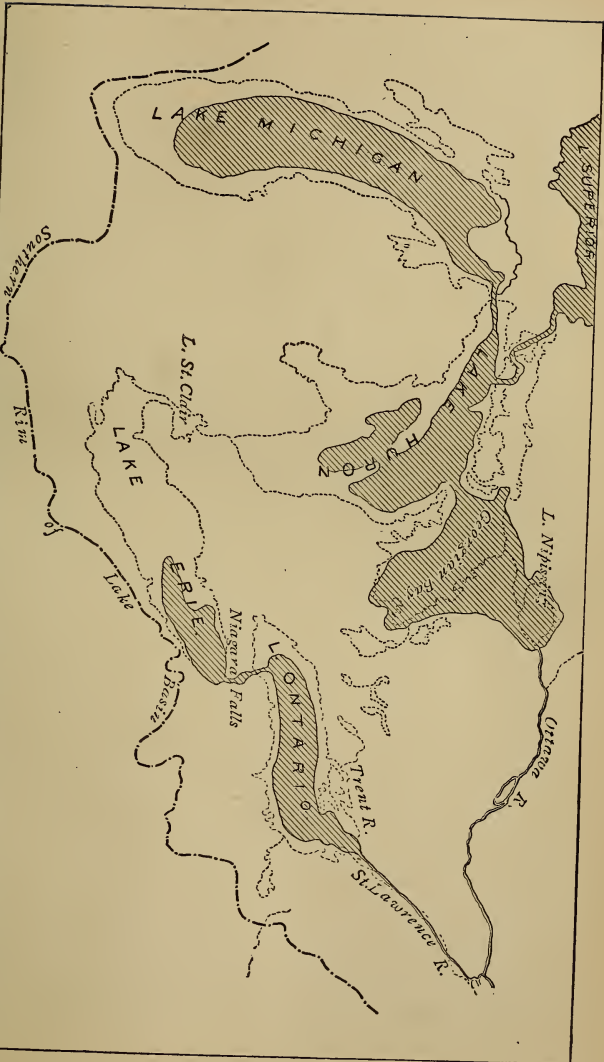 L. SUPERIOR
LAKE MICHIGAN
LAKE HURON
Georgian Bay
L. Nipissing
Ottawa R.
L. St. Clair
LAKE ERIE.
Niagara Falls
L. ONTARIO
Trent R.
St. Lawrence R.
Southern Rim of Lake Basin